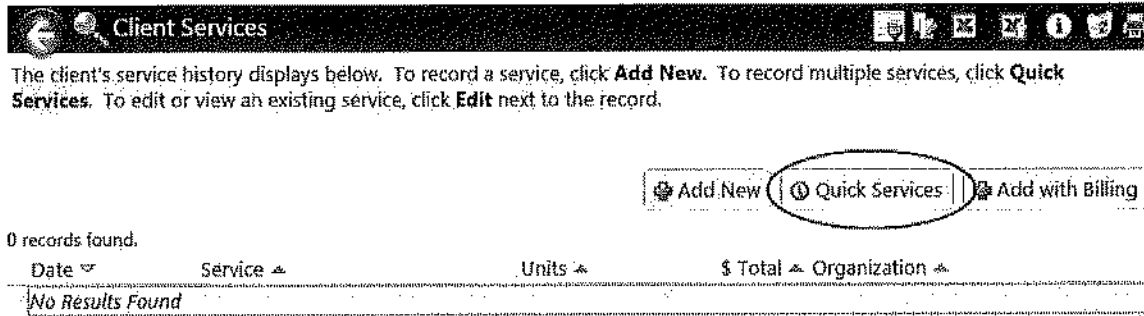 Client Services
The client's service history displays below. To record a service, click Add New. To record multiple services, click Quick
Services. To edit or view an existing service, click Edit next to the record.
Add New Quick Services Add with Billing
0 records found.
Date Service Units $ Total Organization
No Results Found